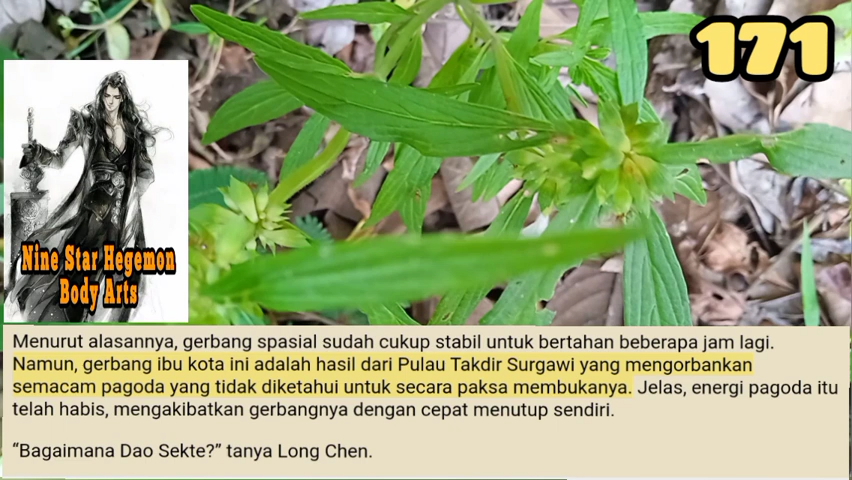 171
Nine Star Hegemon
Body Arts
Menurut alasannya, gerbang spasial sudah cukup stabil untuk bertahan beberapa jam lagi.
Namun, gerbang ibu kota ini adalah hasil dari Pulau Takdir Surgawi yang mengorbankan
semacam pagoda yang tidak diketahui untuk secara paksa membukanya. Jelas, energi pagoda itu
telah habis, mengakibatkan gerbangnya dengan cepat menutup sendiri.
“Bagaimana Dao Sekte?” tanya Long Chen.